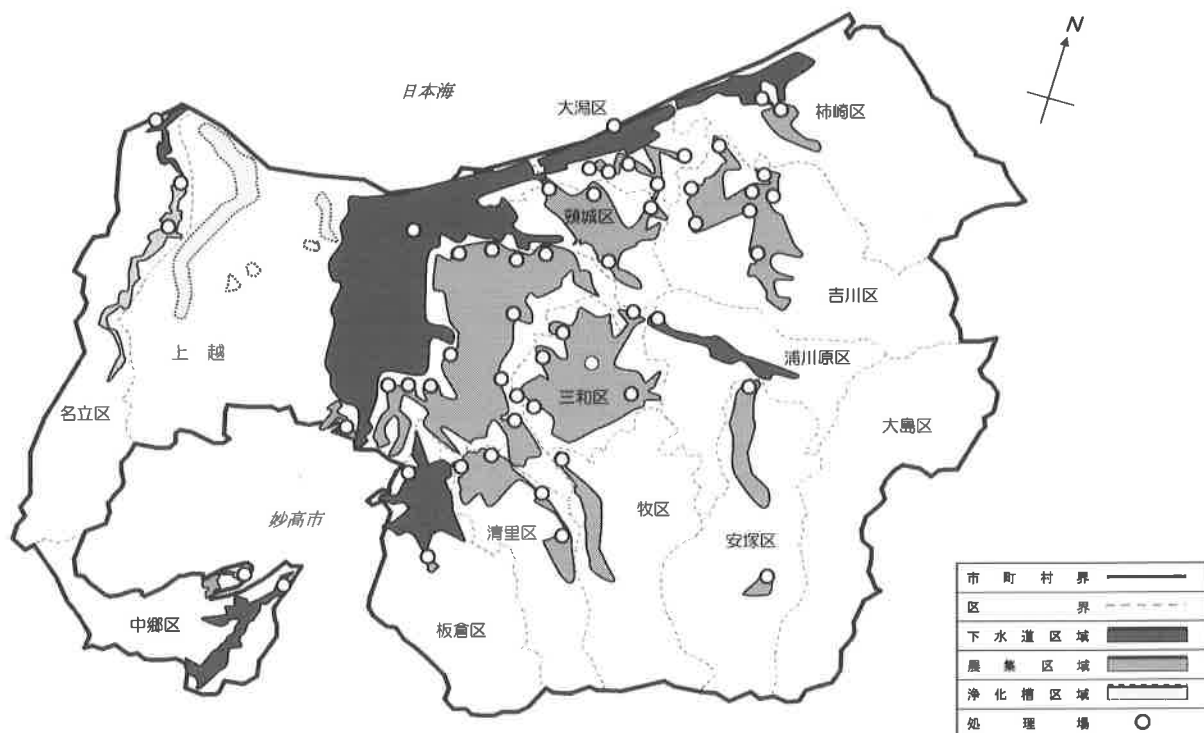 N
日本海
大潟区
柿崎区
頸城区
吉川区
上越
浦川原区
三和区
名立区
大島区
妙高市
清里区
牧区
安塚区
中郷区
板倉区
市町村界
区界
下水道区域
農集区域
浄化槽区域
処理場